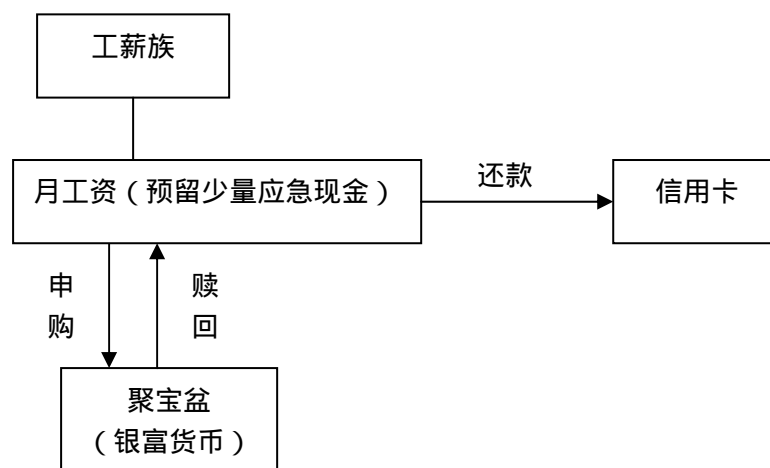 工薪族
月工资（预留少量应急现金）
还款
信用卡
申购
赎回
聚宝盆
（银富货币）